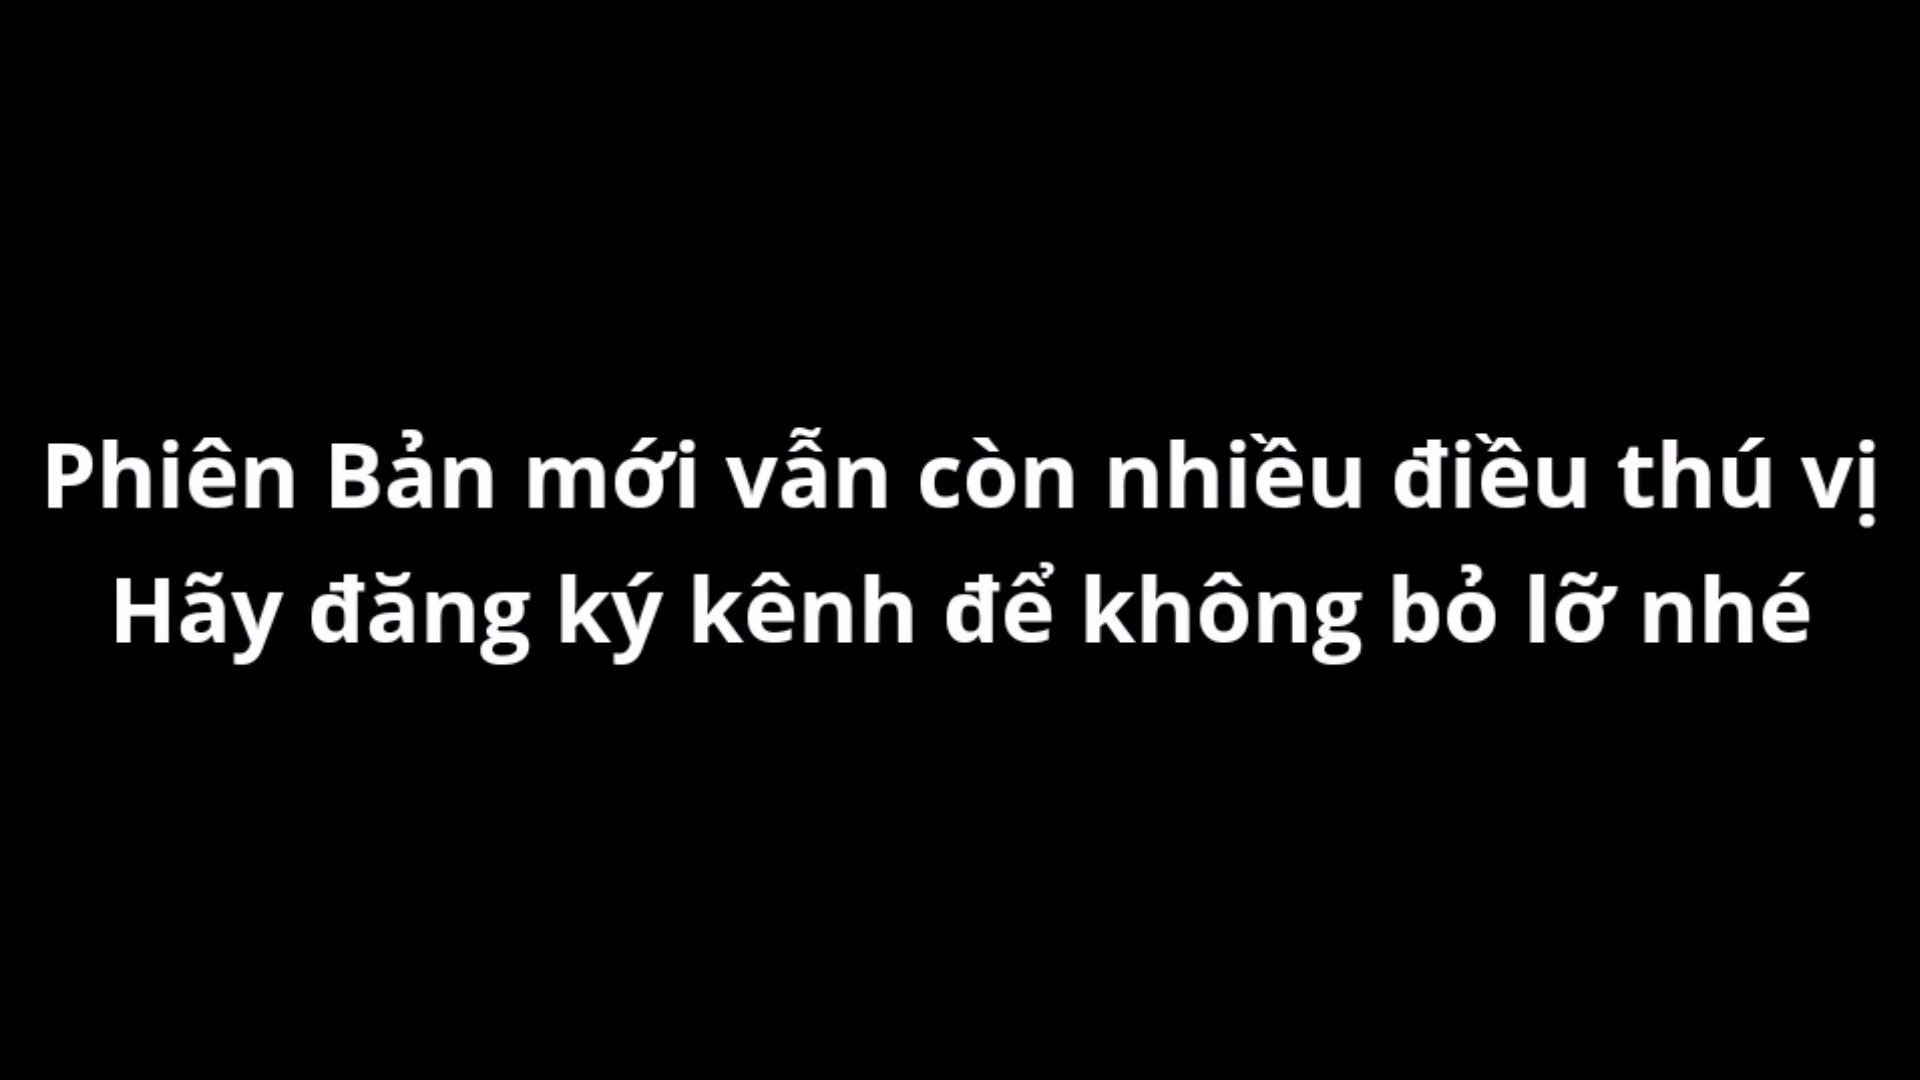 Phiên Bản mới vẫn còn nhiều điều thú vị
Hãy đăng ký kênh để không bỏ lỡ nhé